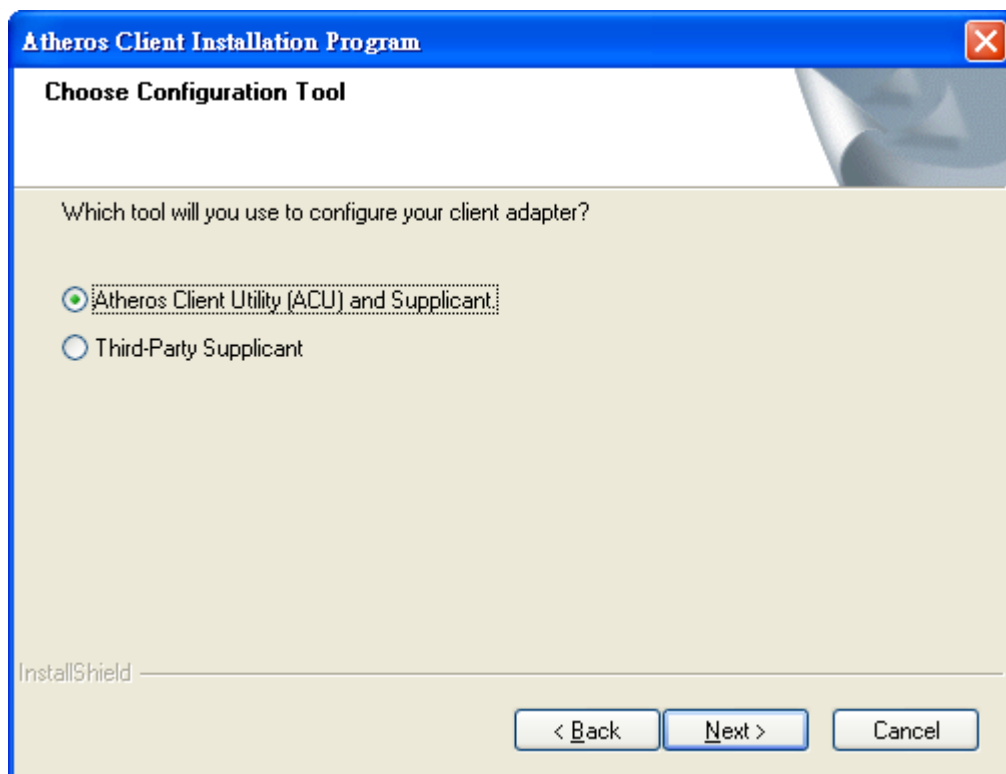 Atheros Client Installation Program
Choose Configuration Tool
Which tool will you use to configure your client adapter?
Atheros Client Utility (ACU) and Supplicant.
Third-Party Supplicant
InstallShield
< Back Next > Cancel